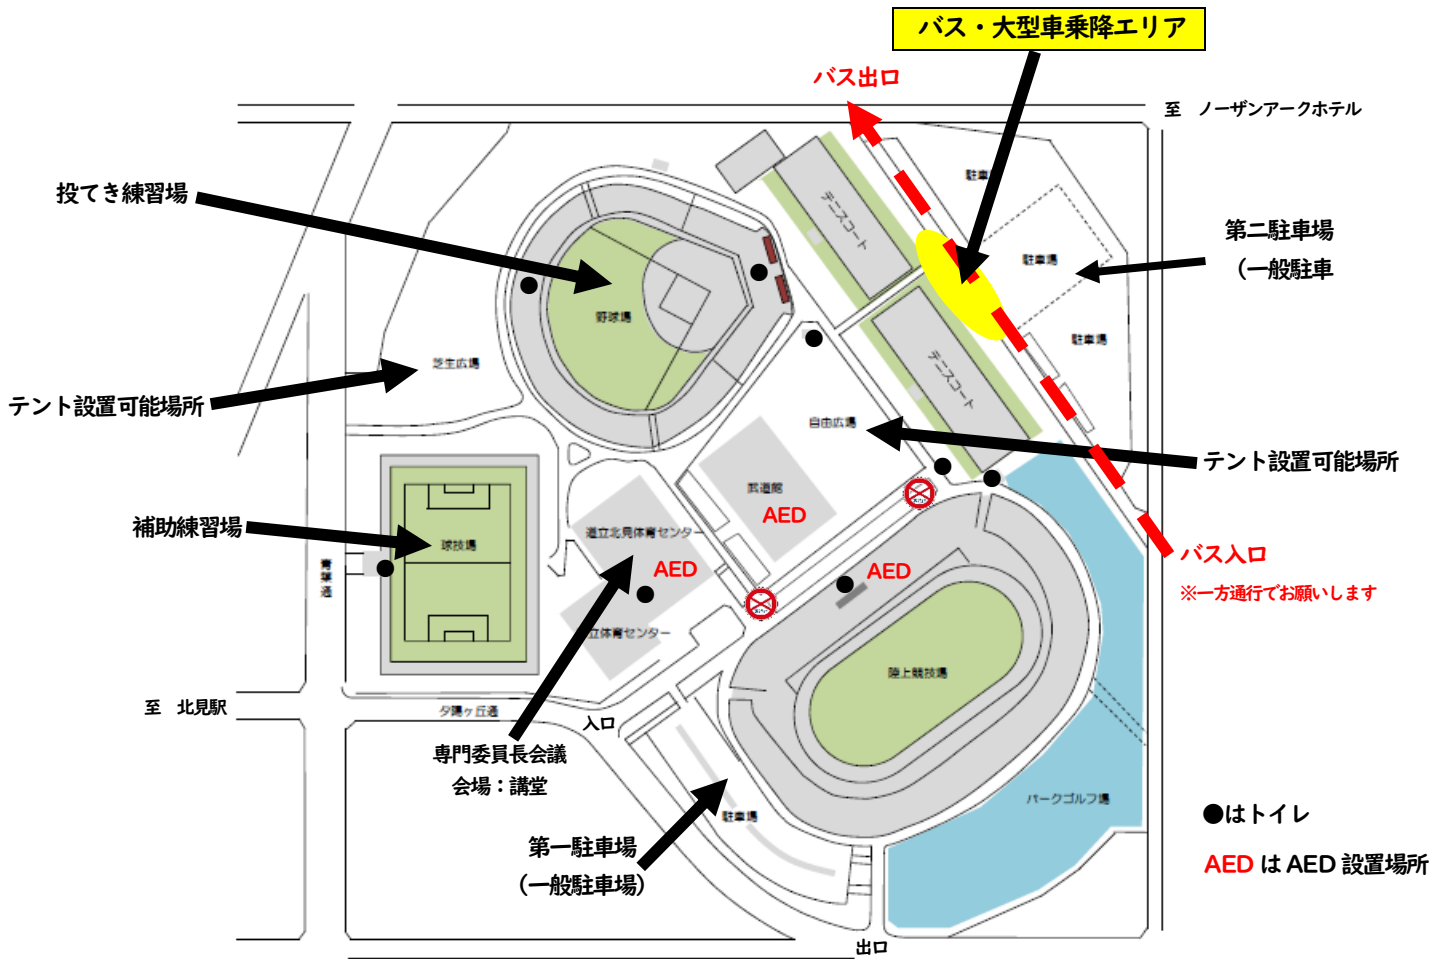 バス・大型車乗降エリア
バス出口
至　ノーザンアークホテル
駐車
投てき練習場
テニスコート
第二駐車場
（一般駐車
駐車場
野球場
駐車場
芝生広場
テニスコート
テント設置可能場所
自由広場
テント設置可能場所
武道館
AED
補助練習場
球技場
道立北見体育センター
AED
AED
バス入口
※一方通行でお願いします
青葉通
立体育センター
陸上競技場
至　北見駅
夕陽ヶ丘通
入口
専門委員長会議
会場：講堂
パークゴルフ場
駐車場
●はトイレ
第一駐車場
（一般駐車場）
AED は AED 設置場所
出口